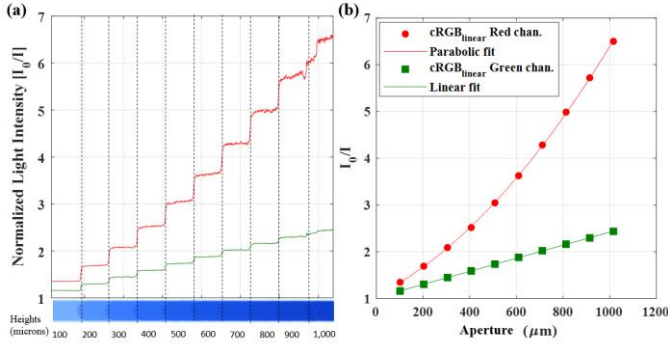 (a)
Normalized Light Intensity [I₀/I]
7
6
5
4
3
2
1
Heights
(microns)
100 200 300 400 500 600 700 800 900 1,000
(b)
cRGBlinear Red chan.
Parabolic fit
cRGBlinear Green chan.
Linear fit
I₀/I
7
6
5
4
3
2
1
0 200 400 600 800 1000 1200
Aperture (μm)